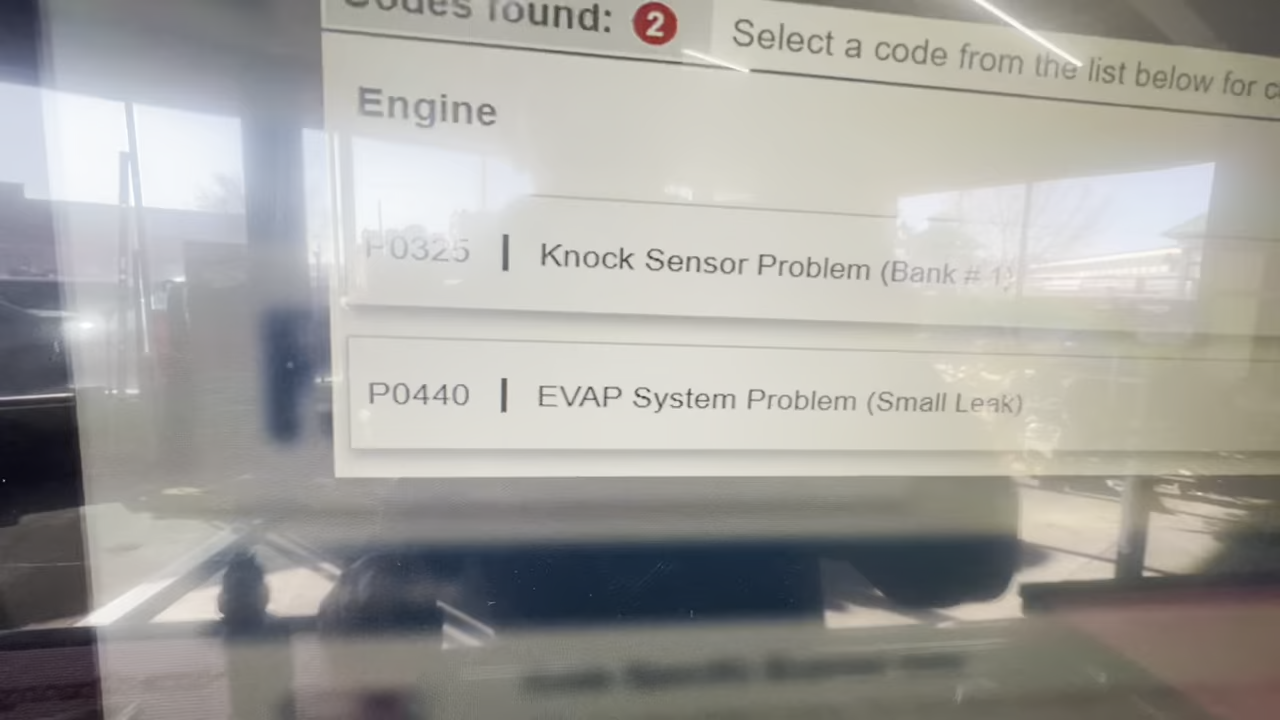 Codes found: 2
Select a code from the list below for
Engine
P0325 | Knock Sensor Problem (Bank # 1)
P0440 | EVAP System Problem (Small Leak)